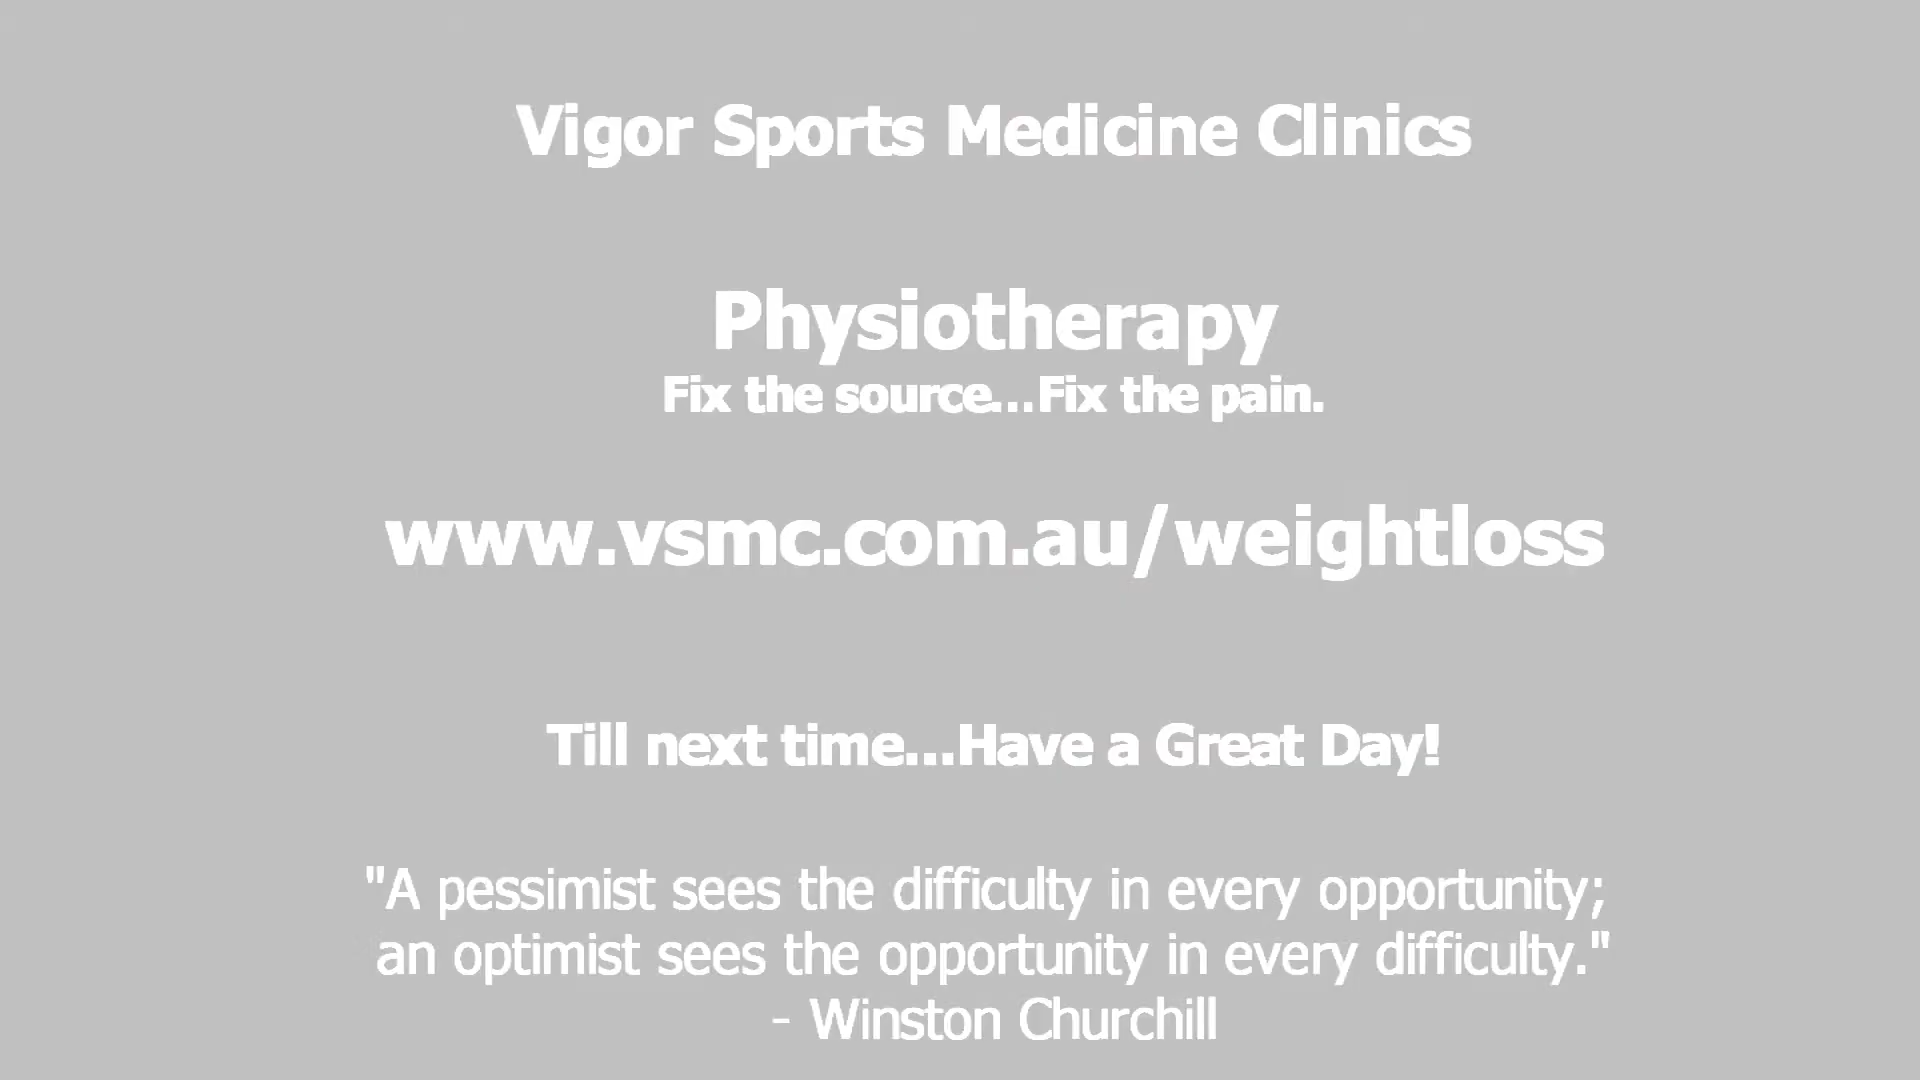 Vigor Sports Medicine Clinics
Physiotherapy
Fix the source...Fix the pain.
www.vsmc.com.au/weightloss
Till next time...Have a Great Day!
"A pessimist sees the difficulty in every opportunity;
an optimist sees the opportunity in every difficulty."
- Winston Churchill